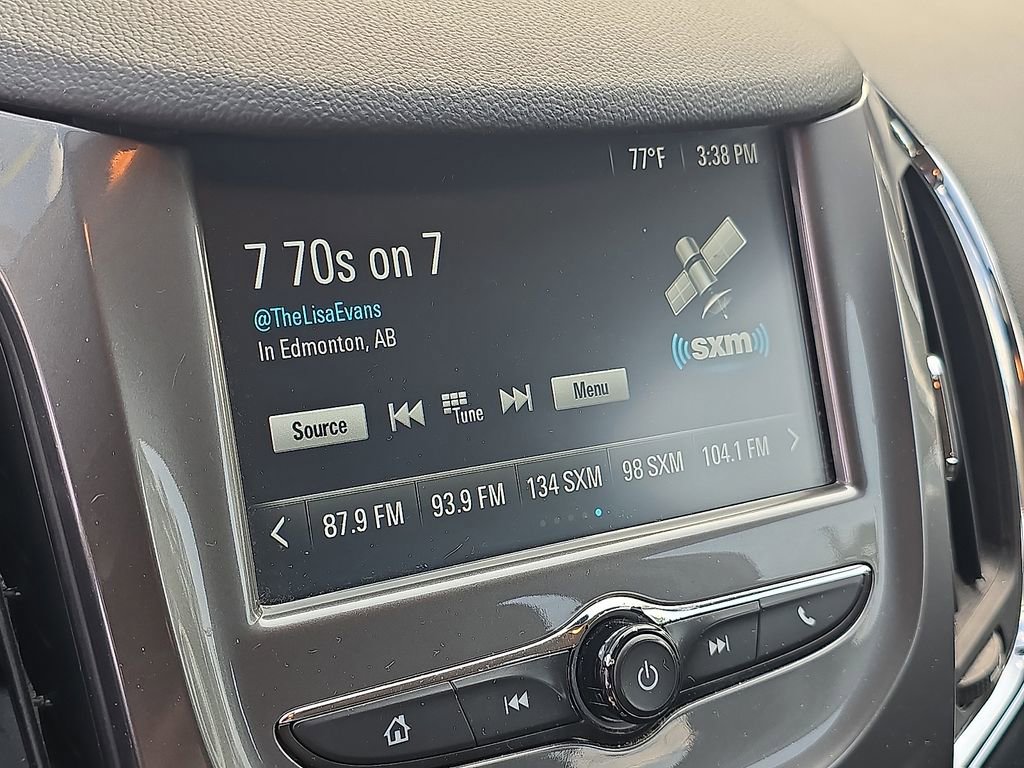 77°F 3:38 PM
7 70s on 7
@TheLisaEvans
In Edmonton, AB
sxm
Source Tune Menu
87.9 FM 93.9 FM 134 SXM 98 SXM 104.1 FM